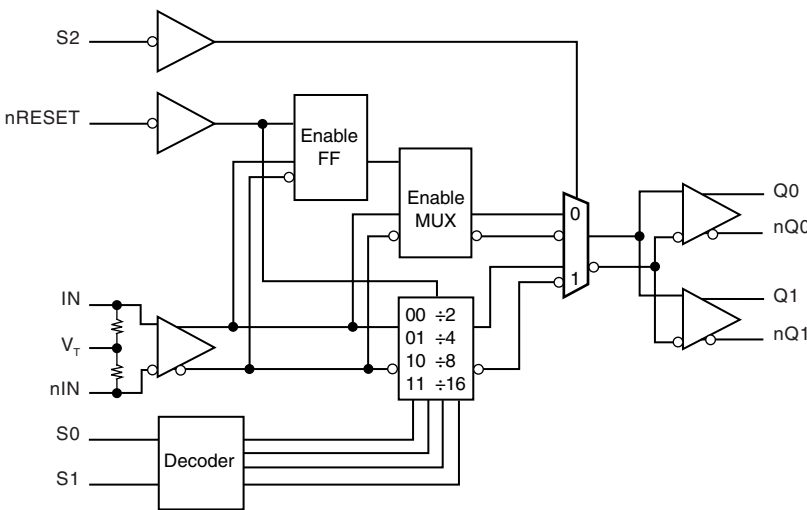 S2
nRESET
Enable
FF
Enable
MUX
0
1
Q0
nQ0
Q1
nQ1
IN
V_T
nIN
00 ÷2
01 ÷4
10 ÷8
11 ÷16
S0
S1
Decoder